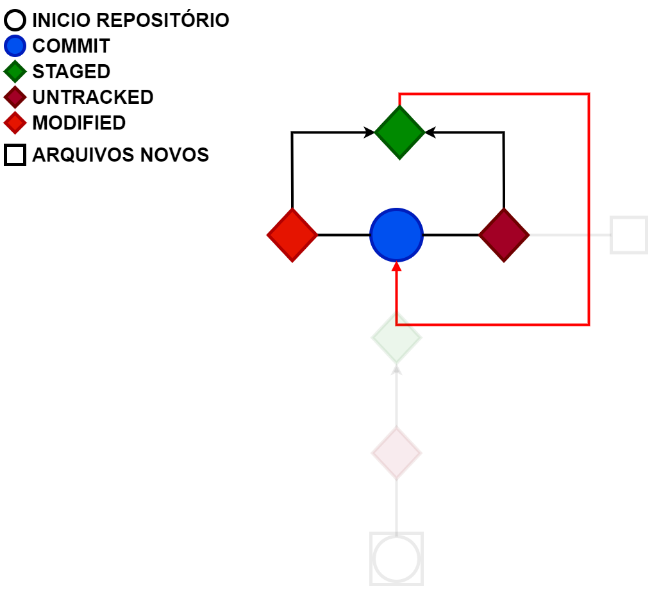 INICIO REPOSITÓRIO
COMMIT
STAGED
UNTRACKED
MODIFIED
ARQUIVOS NOVOS